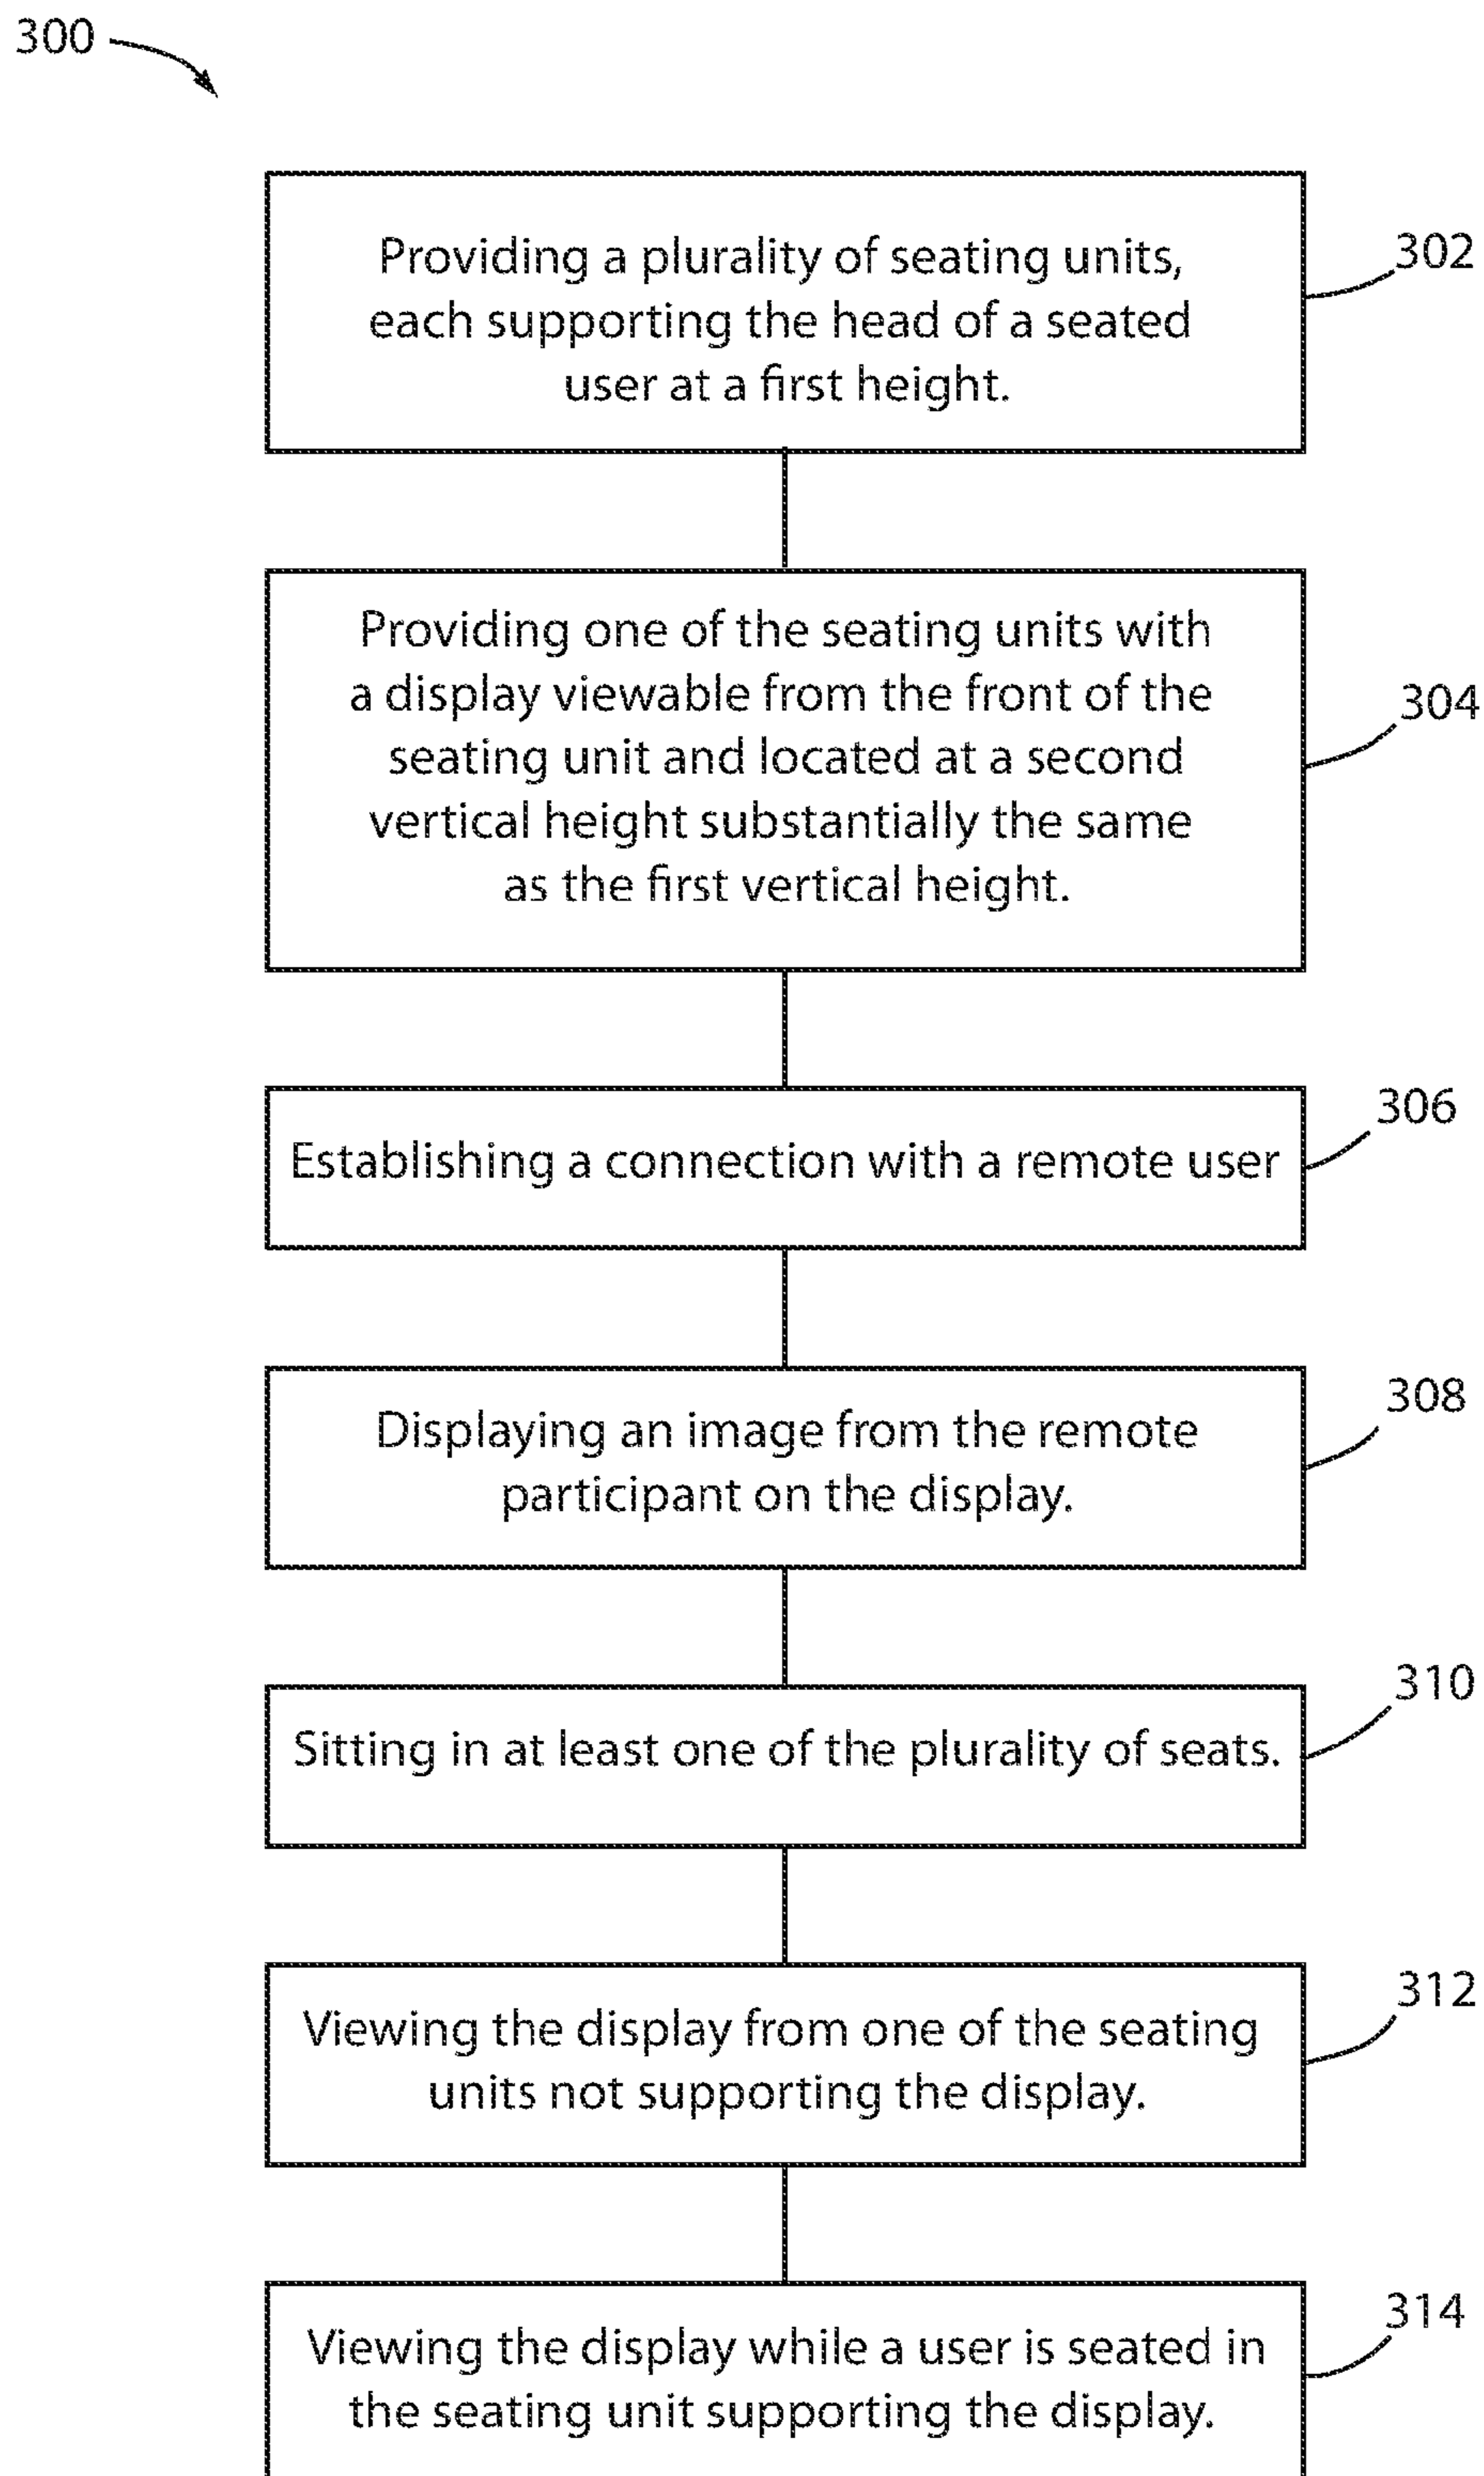 300
Providing a plurality of seating units,
302
each supporting the head of a seated
user at a first height.
Providing one of the seating units with
a display viewable from the front of the
304
seating unit and located at a second
vertical height substantially the same
as the first vertical height.
306
Establishing a connection with a remote user
308
Displaying an image from the remote
participant on the display.
310
Sitting in at least one of the plurality of seats.
312
Viewing the display from one of the seating
units not supporting the display.
314
Viewing the display while a user is seated in
the seating unit supporting the display.